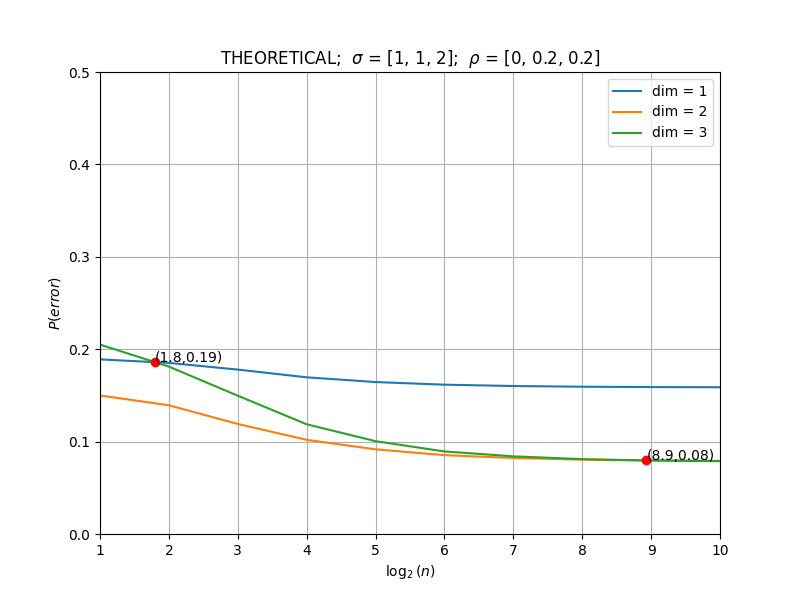 THEORETICAL;  σ = [1, 1, 2];  ρ = [0, 0.2, 0.2]
0.5
dim = 1
dim = 2
dim = 3
0.4
0.3
P(error)
0.2
(1.8,0.19)
0.1
(8.9,0.08)
0.0
1 2 3 4 5 6 7 8 9 10
log₂(n)